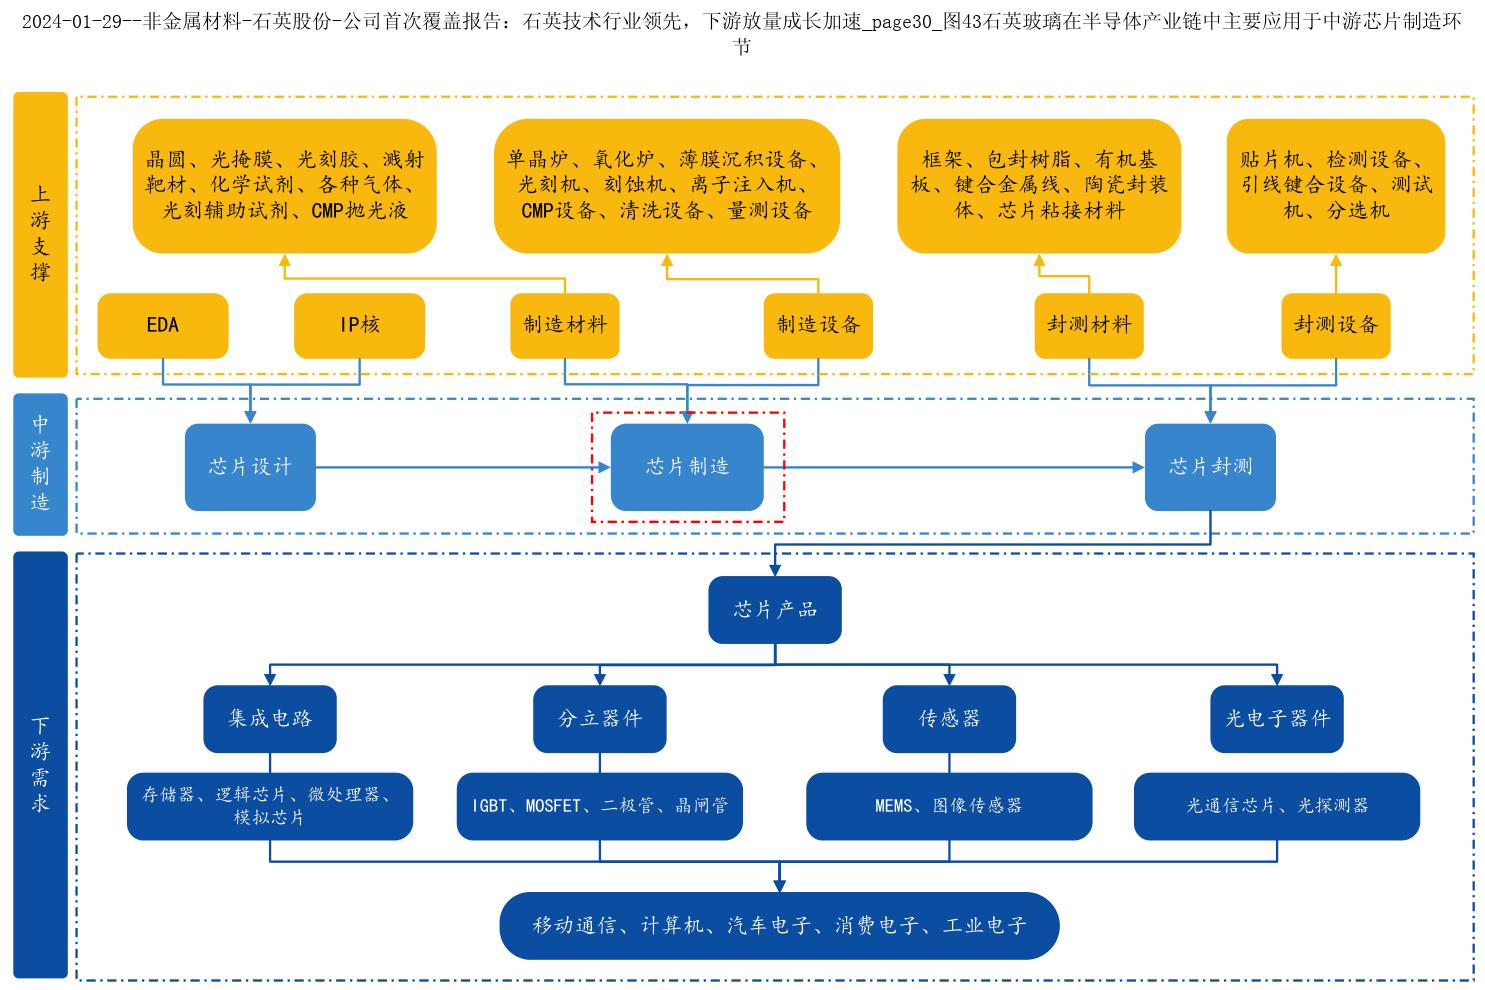 2024-01-29--非金属材料-石英股份-公司首次覆盖报告：石英技术行业领先，下游放量成长加速_page30_图43石英玻璃在半导体产业链中主要应用于中游芯片制造环
节
上
游
支
撑
晶圆、光掩膜、光刻胶、溅射
靶材、化学试剂、各种气体、
光刻辅助试剂、CMP抛光液
单晶炉、氧化炉、薄膜沉积设备、
光刻机、刻蚀机、离子注入机、
CMP设备、清洗设备、量测设备
框架、包封树脂、有机基
板、键合金属线、陶瓷封装
体、芯片粘接材料
贴片机、检测设备、
引线键合设备、测试
机、分选机
EDA
IP核
制造材料
制造设备
封测材料
封测设备
中
游
制
造
芯片设计
芯片制造
芯片封测
下
游
需
求
芯片产品
集成电路
分立器件
传感器
光电子器件
存储器、逻辑芯片、微处理器、
模拟芯片
IGBT、MOSFET、二极管、晶闸管
MEMS、图像传感器
光通信芯片、光探测器
移动通信、计算机、汽车电子、消费电子、工业电子